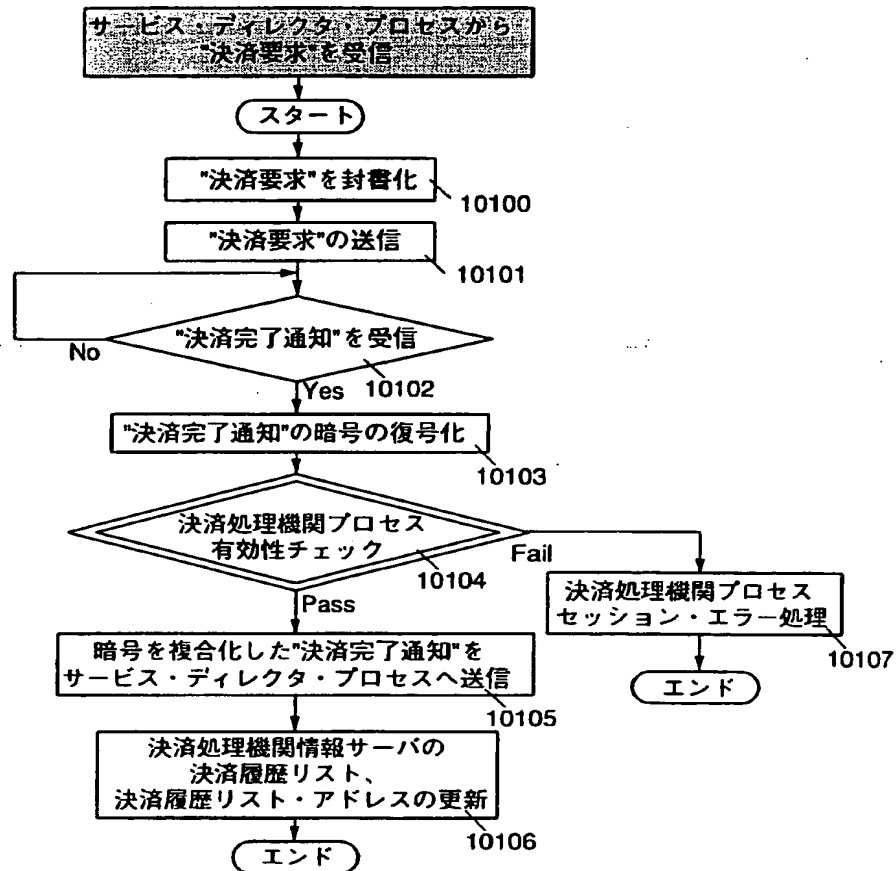 サービス・ディレクタ・プロセスから
"決済要求"を受信
スタート
"決済要求"を封書化
10100
"決済要求"の送信
10101
"決済完了通知"を受信
No
10102
Yes
"決済完了通知"の暗号の復号化
10103
決済処理機関プロセス
有効性チェック
10104
Fail
Pass
決済処理機関プロセス
セッション・エラー処理
10107
エンド
暗号を複合化した"決済完了通知"を
サービス・ディレクタ・プロセスへ送信
10105
決済処理機関情報サーバの
決済履歴リスト、
決済履歴リスト・アドレスの更新
10106
エンド